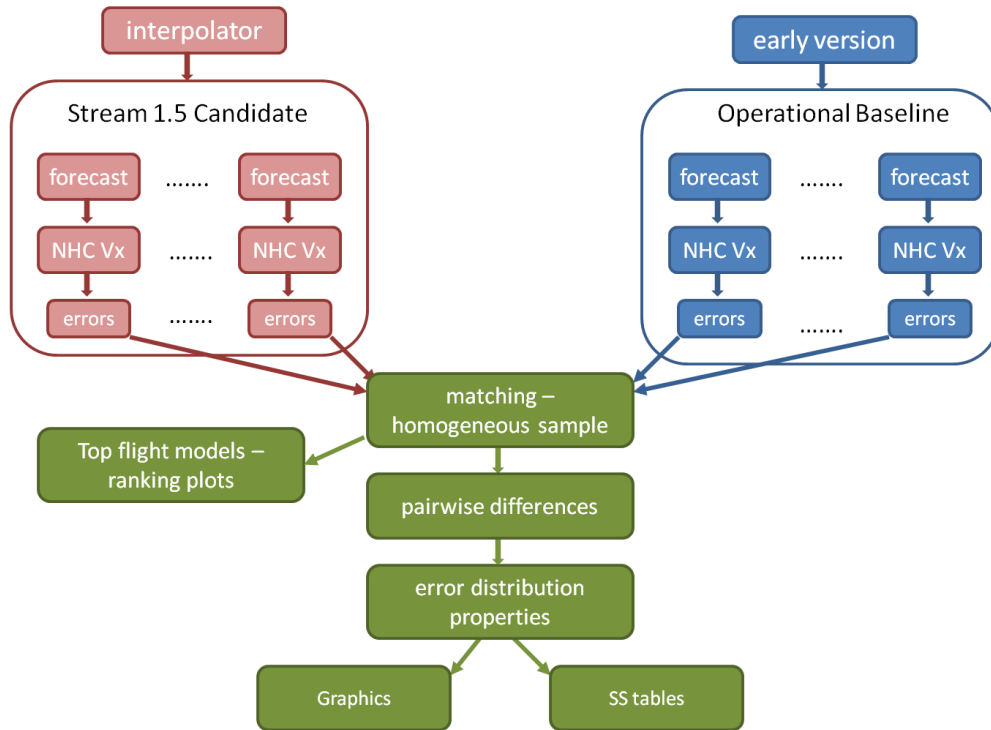 interpolator
early version
Stream 1.5 Candidate
Operational Baseline
forecast ....... forecast
forecast ....... forecast
NHC Vx ....... NHC Vx
NHC Vx ....... NHC Vx
errors ....... errors
errors ....... errors
matching –
homogeneous sample
Top flight models –
ranking plots
pairwise differences
error distribution
properties
Graphics
SS tables